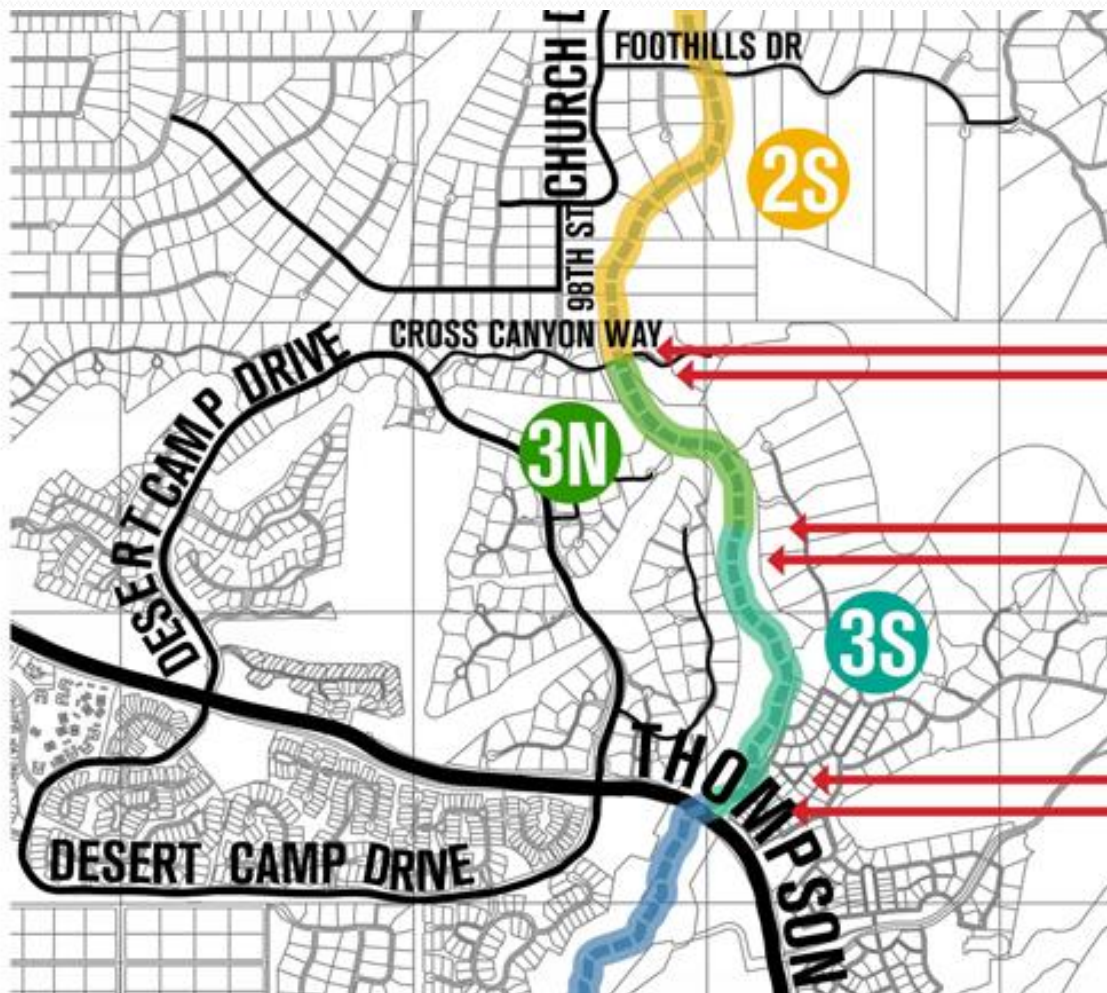 CHURCH D
FOOTHILLS DR
2S
98TH ST
CROSS CANYON WAY
DESERT CAMP DRIVE
3N
3S
THOMPSON
DESERT CAMP DRIVE